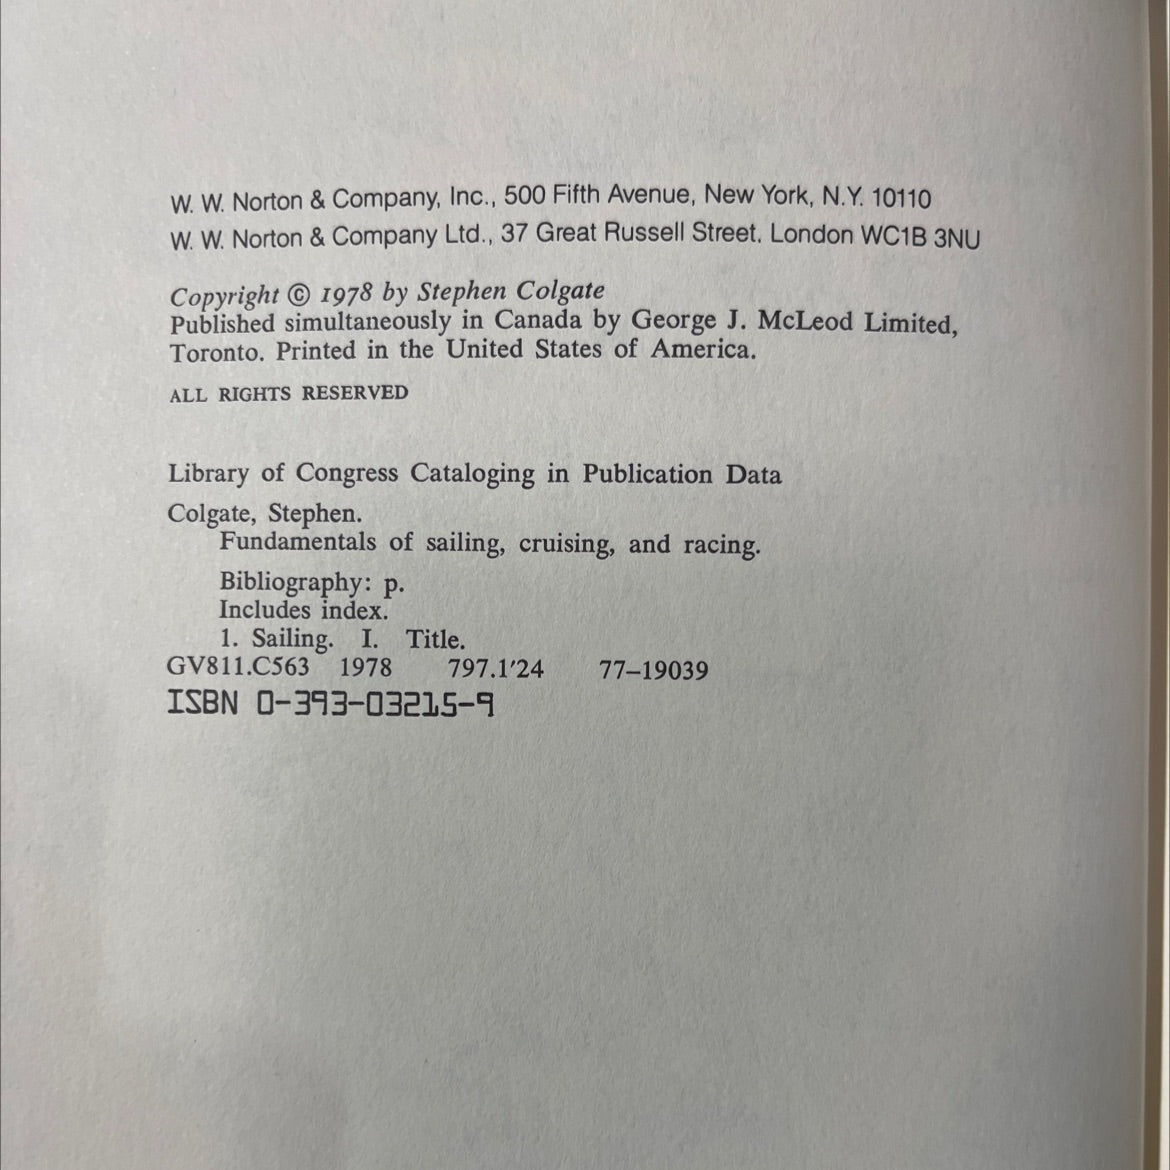 W. W. Norton & Company, Inc., 500 Fifth Avenue, New York, N.Y. 10110
W. W. Norton & Company Ltd., 37 Great Russell Street. London WC1B 3NU
Copyright © 1978 by Stephen Colgate
Published simultaneously in Canada by George J. McLeod Limited,
Toronto. Printed in the United States of America.
ALL RIGHTS RESERVED
Library of Congress Cataloging in Publication Data
Colgate, Stephen.
Fundamentals of sailing, cruising, and racing.
Bibliography: p.
Includes index.
1. Sailing. I. Title.
GV811.C563 1978 797.1′24 77–19039
ISBN 0-393-03215-9